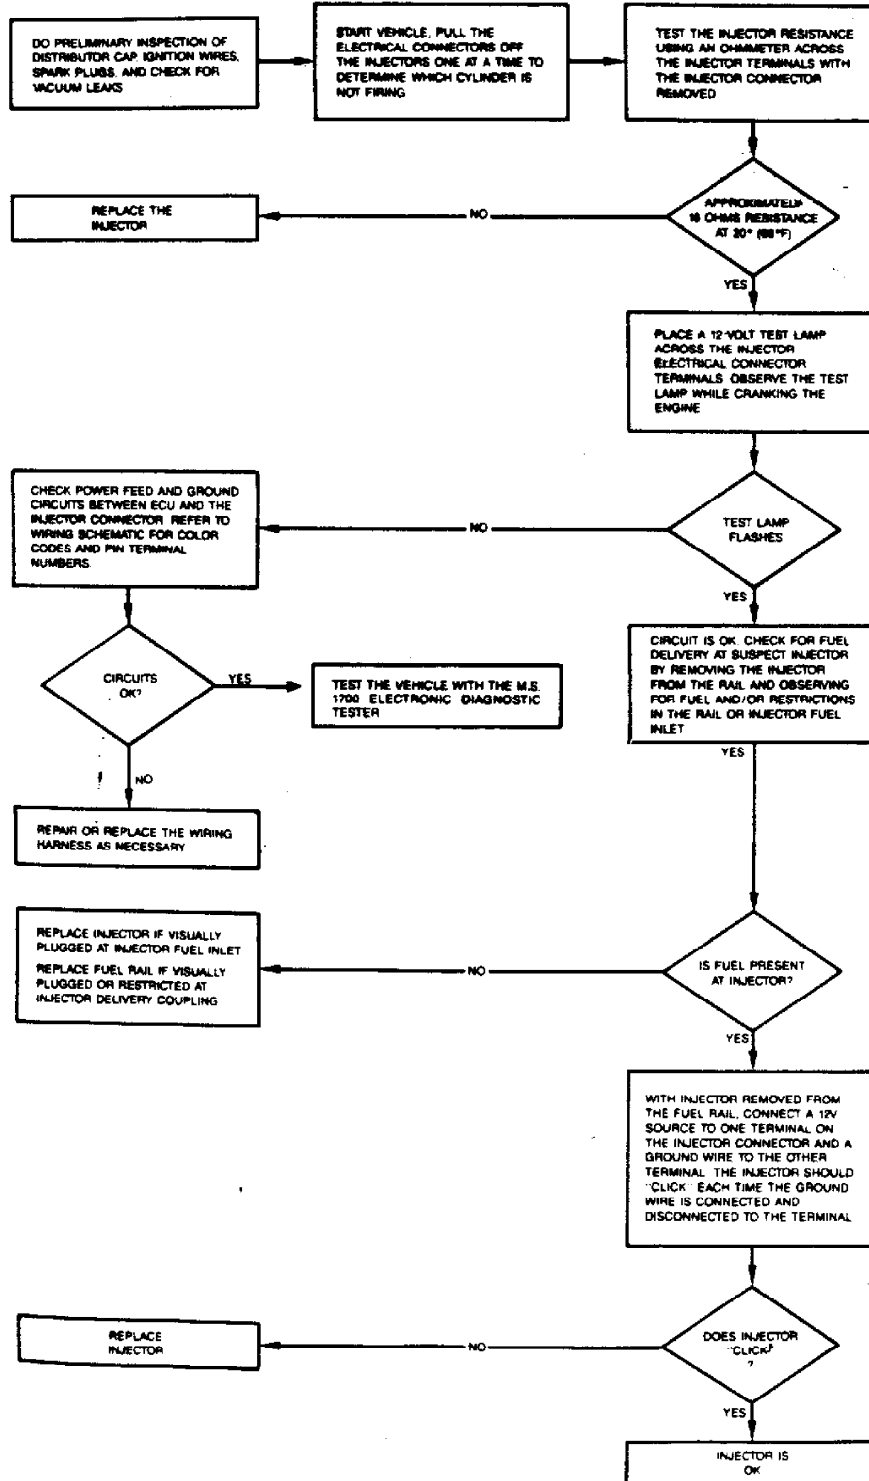 DO PRELIMINARY INSPECTION OF
DISTRIBUTOR CAP, IGNITION WIRES,
SPARK PLUGS, AND CHECK FOR
VACUUM LEAKS
START VEHICLE, PULL THE
ELECTRICAL CONNECTORS OFF
THE INJECTORS ONE AT A TIME TO
DETERMINE WHICH CYLINDER IS
NOT FIRING
TEST THE INJECTOR RESISTANCE
USING AN OHMMETER ACROSS
THE INJECTOR TERMINALS WITH
THE INJECTOR CONNECTOR
REMOVED
APPROXIMATELY
16 OHMS RESISTANCE
AT 20° (68°F)
NO
REPLACE THE
INJECTOR
YES
PLACE A 12-VOLT TEST LAMP
ACROSS THE INJECTOR
ELECTRICAL CONNECTOR
TERMINALS. OBSERVE THE TEST
LAMP WHILE CRANKING THE
ENGINE
TEST LAMP
FLASHES
NO
CHECK POWER FEED AND GROUND
CIRCUITS BETWEEN ECU AND THE
INJECTOR CONNECTOR. REFER TO
WIRING SCHEMATIC FOR COLOR
CODES AND PIN TERMINAL
NUMBERS
CIRCUITS
OK?
YES
TEST THE VEHICLE WITH THE M.S.
1700 ELECTRONIC DIAGNOSTIC
TESTER
NO
REPAIR OR REPLACE THE WIRING
HARNESS AS NECESSARY
YES
CIRCUIT IS OK. CHECK FOR FUEL
DELIVERY AT SUSPECT INJECTOR
BY REMOVING THE INJECTOR
FROM THE RAIL AND OBSERVING
FOR FUEL AND/OR RESTRICTIONS
IN THE RAIL OR INJECTOR FUEL
INLET
YES
IS FUEL PRESENT
AT INJECTOR?
NO
REPLACE INJECTOR IF VISUALLY
PLUGGED AT INJECTOR FUEL INLET
REPLACE FUEL RAIL IF VISUALLY
PLUGGED OR RESTRICTED AT
INJECTOR DELIVERY COUPLING
YES
WITH INJECTOR REMOVED FROM
THE FUEL RAIL, CONNECT A 12V
SOURCE TO ONE TERMINAL ON
THE INJECTOR CONNECTOR AND A
GROUND WIRE TO THE OTHER
TERMINAL. THE INJECTOR SHOULD
"CLICK" EACH TIME THE GROUND
WIRE IS CONNECTED AND
DISCONNECTED TO THE TERMINAL
DOES INJECTOR
"CLICK"
?
NO
REPLACE
INJECTOR
YES
INJECTOR IS
OK